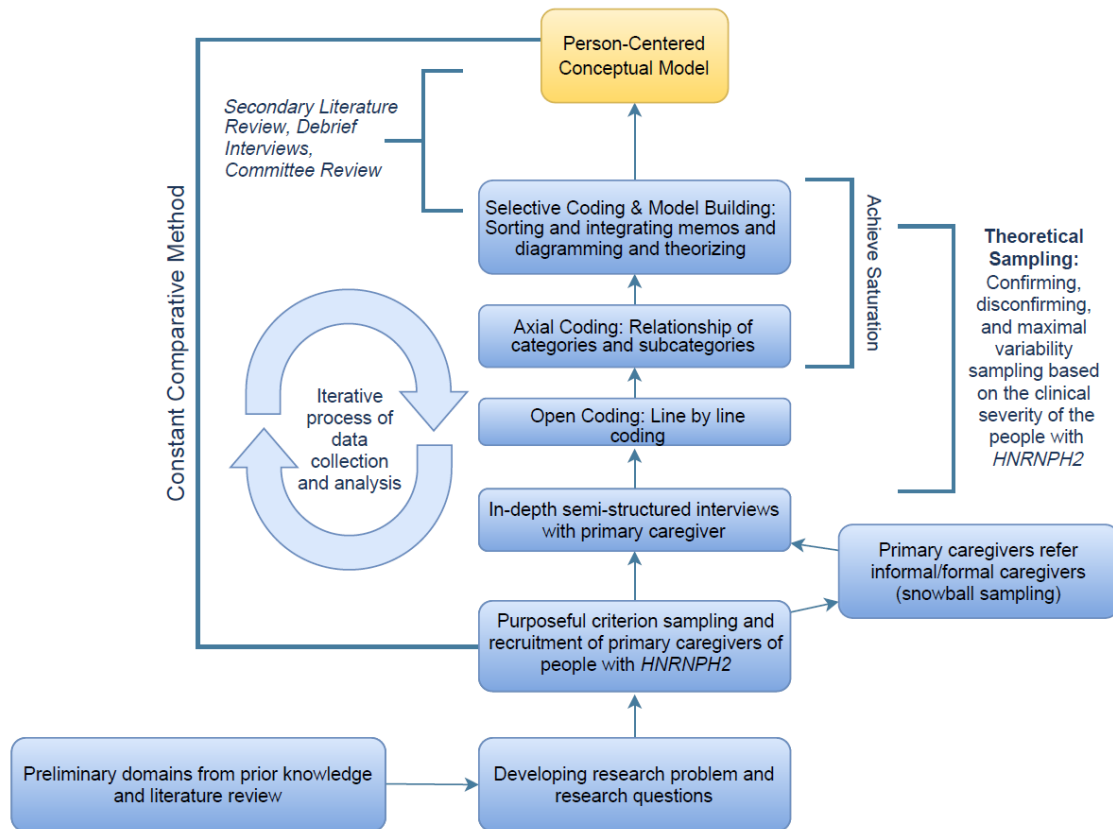 Person-Centered
Conceptual Model
Secondary Literature
Review, Debrief
Interviews,
Committee Review
Constant Comparative Method
Selective Coding & Model Building:
Sorting and integrating memos and
diagramming and theorizing
Achieve Saturation
Theoretical
Sampling:
Confirming,
disconfirming,
and maximal
variability
sampling based
on the clinical
severity of the
people with
HNRNPH2
Axial Coding: Relationship of
categories and subcategories
Iterative
process of
data
collection
and analysis
Open Coding: Line by line
coding
In-depth semi-structured interviews
with primary caregiver
Primary caregivers refer
informal/formal caregivers
(snowball sampling)
Purposeful criterion sampling and
recruitment of primary caregivers of
people with HNRNPH2
Preliminary domains from prior knowledge
and literature review
Developing research problem and
research questions